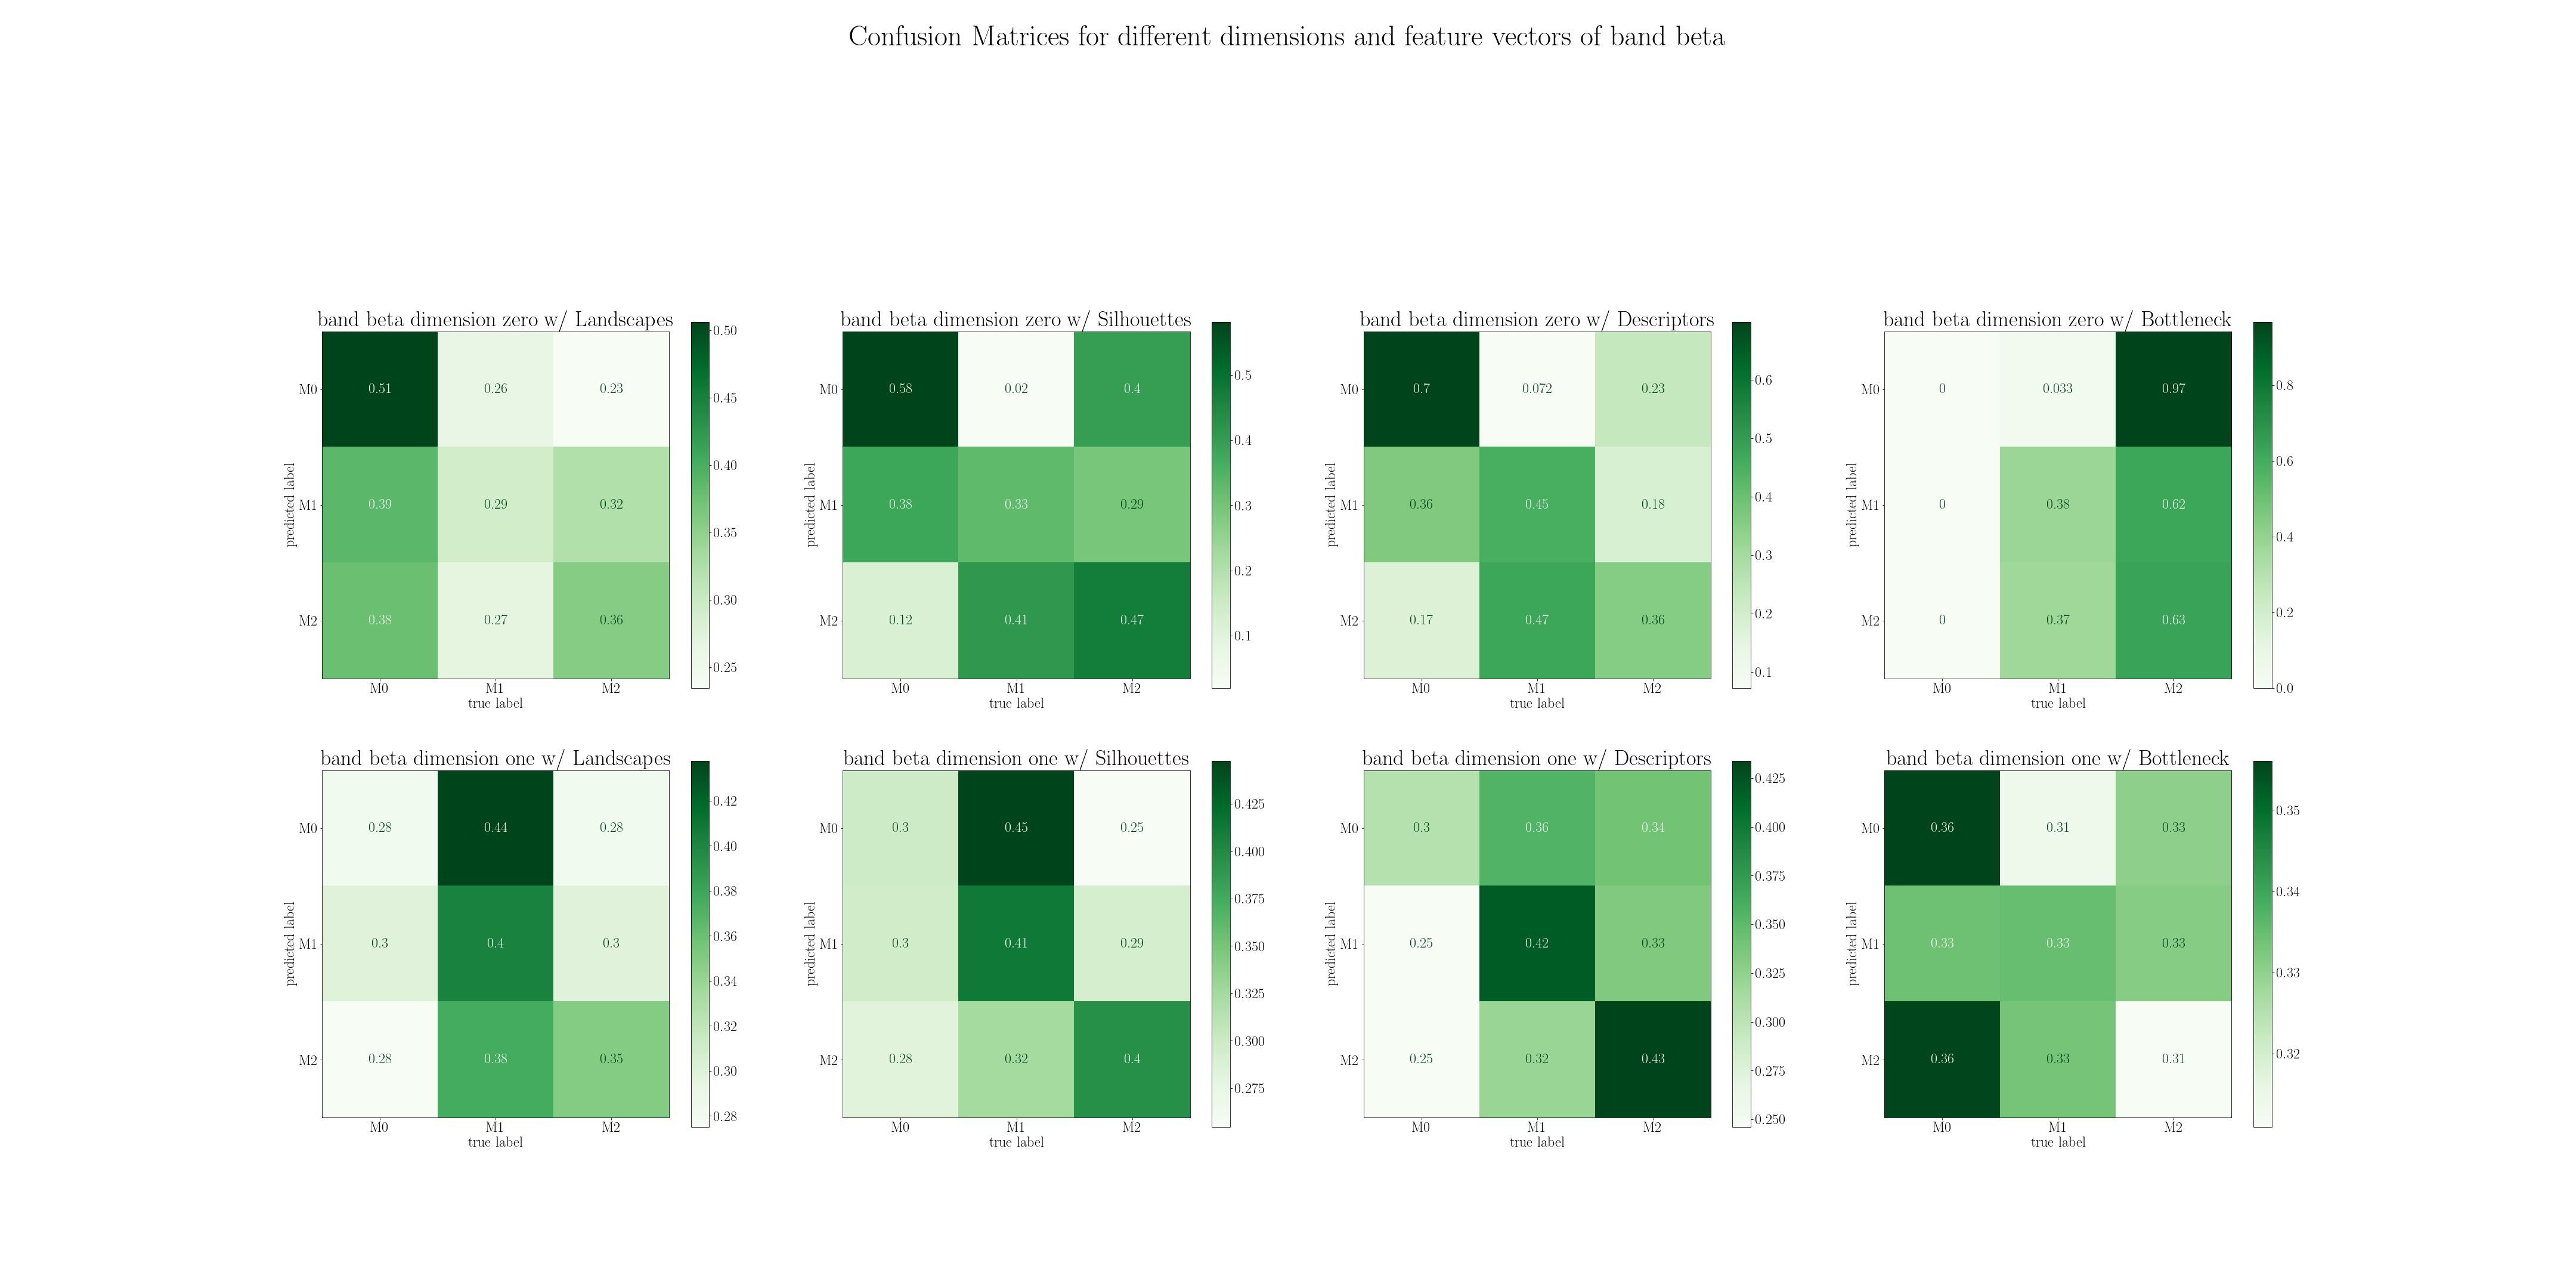 Confusion Matrices for different dimensions and feature vectors of band beta
band beta dimension zero w/ Landscapes
M0 0.51 0.26 0.23
M1 0.39 0.29 0.32
M2 0.38 0.27 0.36
M0 M1 M2
true label
predicted label
0.50
0.45
0.40
0.35
0.30
0.25
band beta dimension zero w/ Silhouettes
M0 0.58 0.02 0.4
M1 0.38 0.33 0.29
M2 0.12 0.41 0.47
M0 M1 M2
true label
predicted label
0.5
0.4
0.3
0.2
0.1
band beta dimension zero w/ Descriptors
M0 0.7 0.072 0.23
M1 0.36 0.45 0.18
M2 0.17 0.47 0.36
M0 M1 M2
true label
predicted label
0.6
0.5
0.4
0.3
0.2
0.1
band beta dimension zero w/ Bottleneck
M0 0 0.033 0.97
M1 0 0.38 0.62
M2 0 0.37 0.63
M0 M1 M2
true label
predicted label
0.8
0.6
0.4
0.2
0.0
band beta dimension one w/ Landscapes
M0 0.28 0.44 0.28
M1 0.3 0.4 0.3
M2 0.28 0.38 0.35
M0 M1 M2
true label
predicted label
0.42
0.40
0.38
0.36
0.34
0.32
0.30
0.28
band beta dimension one w/ Silhouettes
M0 0.3 0.45 0.25
M1 0.3 0.41 0.29
M2 0.28 0.32 0.4
M0 M1 M2
true label
predicted label
0.425
0.400
0.375
0.350
0.325
0.300
0.275
band beta dimension one w/ Descriptors
M0 0.3 0.36 0.34
M1 0.25 0.42 0.33
M2 0.25 0.32 0.43
M0 M1 M2
true label
predicted label
0.425
0.400
0.375
0.350
0.325
0.300
0.275
0.250
band beta dimension one w/ Bottleneck
M0 0.36 0.31 0.33
M1 0.33 0.33 0.33
M2 0.36 0.33 0.31
M0 M1 M2
true label
predicted label
0.35
0.34
0.33
0.32